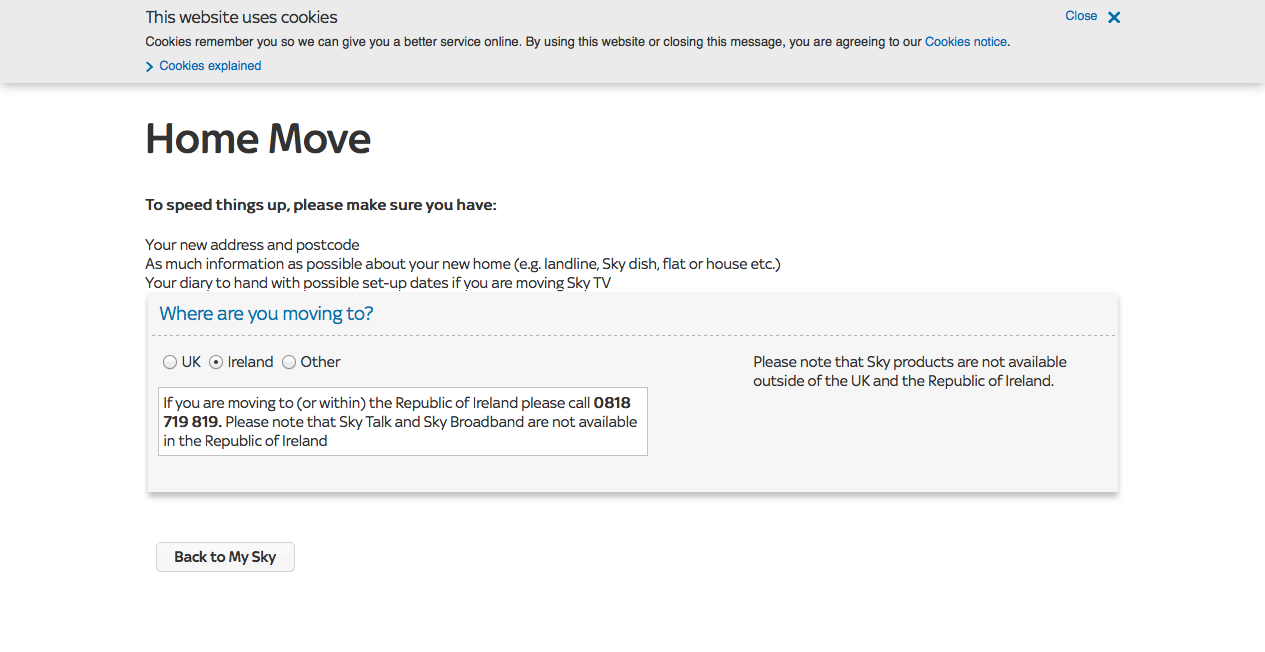 This website uses cookies
Close
Cookies remember you so we can give you a better service online. By using this website or closing this message, you are agreeing to our Cookies notice.
Cookies explained
Home Move
To speed things up, please make sure you have:
Your new address and postcode
As much information as possible about your new home (e.g. landline, Sky dish, flat or house etc.)
Your diary to hand with possible set-up dates if you are moving Sky TV
Where are you moving to?
UK Ireland Other
If you are moving to (or within) the Republic of Ireland please call 0818
719 819. Please note that Sky Talk and Sky Broadband are not available
in the Republic of Ireland
Please note that Sky products are not available
outside of the UK and the Republic of Ireland.
Back to My Sky